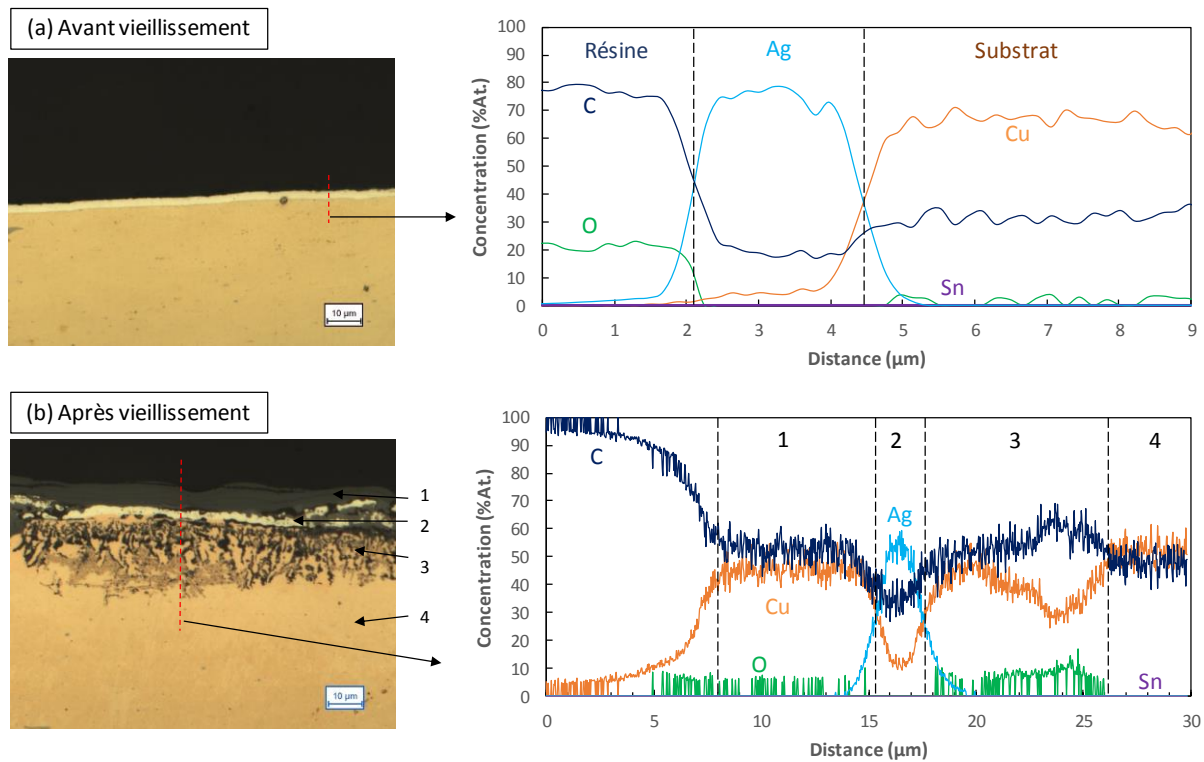 (a) Avant vieillissement
10 µm
Résine
Ag
Substrat
C
O
Cu
Sn
Concentration (%At.)
100
90
80
70
60
50
40
30
20
10
0
0 1 2 3 4 5 6 7 8 9
Distance (µm)
(b) Après vieillissement
1
2
3
4
10 µm
1 2 3 4
C
Ag
Cu
O
Sn
Concentration (%At.)
100
90
80
70
60
50
40
30
20
10
0
0 5 10 15 20 25 30
Distance (µm)